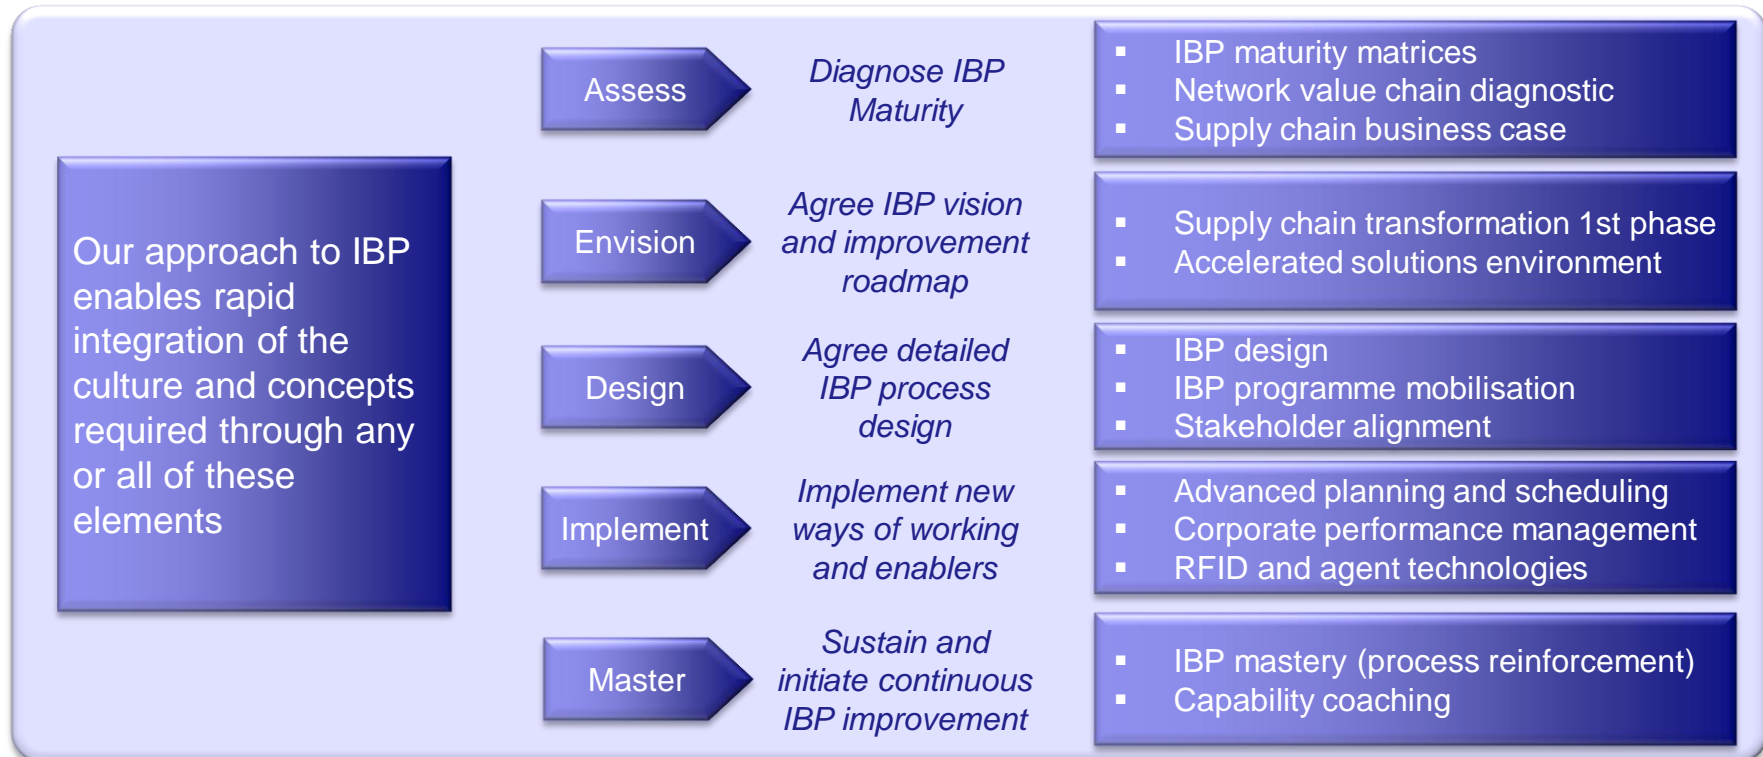 Our approach to IBP
enables rapid
integration of the
culture and concepts
required through any
or all of these
elements
Assess
Diagnose IBP
Maturity
▪ IBP maturity matrices
▪ Network value chain diagnostic
▪ Supply chain business case
Envision
Agree IBP vision
and improvement
roadmap
▪ Supply chain transformation 1st phase
▪ Accelerated solutions environment
Design
Agree detailed
IBP process
design
▪ IBP design
▪ IBP programme mobilisation
▪ Stakeholder alignment
Implement
Implement new
ways of working
and enablers
▪ Advanced planning and scheduling
▪ Corporate performance management
▪ RFID and agent technologies
Master
Sustain and
initiate continuous
IBP improvement
▪ IBP mastery (process reinforcement)
▪ Capability coaching